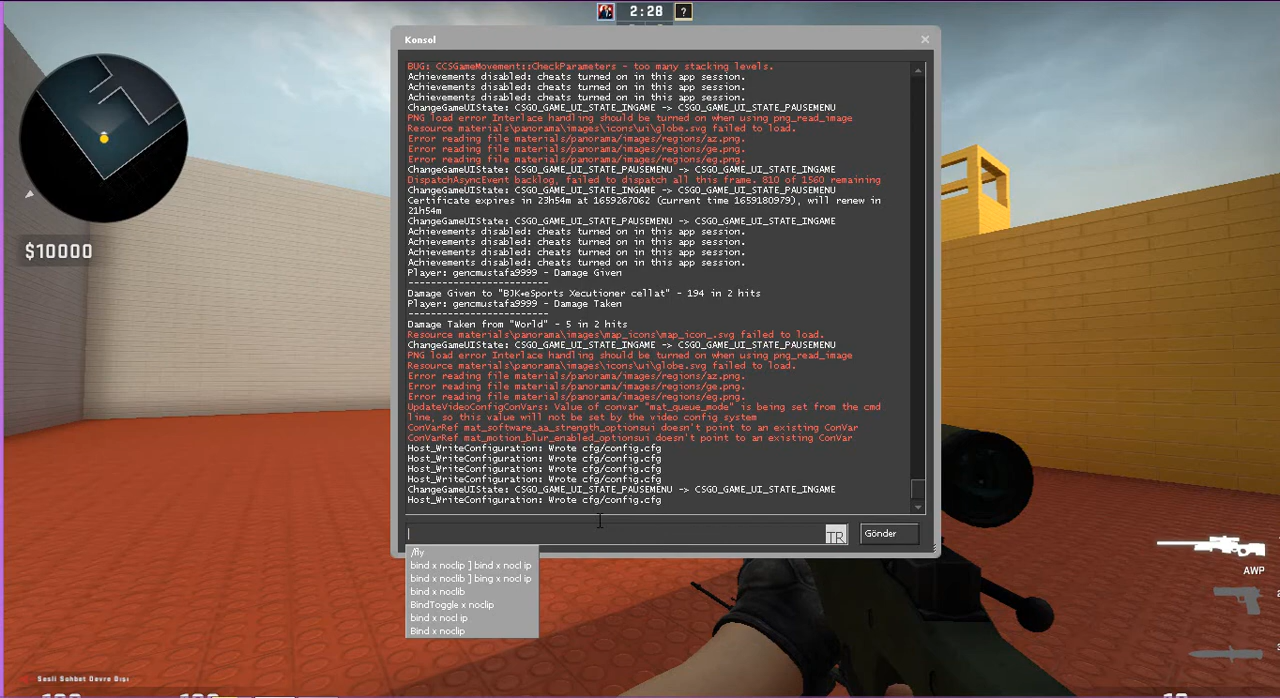 2:28
?
Konsol
BUG: CCSGameMovement::CheckParameters - too many stacking levels.
Achievements disabled: cheats turned on in this app session.
Achievements disabled: cheats turned on in this app session.
Achievements disabled: cheats turned on in this app session.
ChangeGameUIState: CSGO_GAME_UI_STATE_INGAME -> CSGO_GAME_UI_STATE_PAUSEMENU
PNG load error Interlace handling should be turned on when using png_read_image
Resource materials\panorama\images\icons\ui\globe.svg failed to load.
Error reading file materials/panorama/images/regions/az.png.
Error reading file materials/panorama/images/regions/ge.png.
Error reading file materials/panorama/images/regions/eg.png.
ChangeGameUIState: CSGO_GAME_UI_STATE_PAUSEMENU -> CSGO_GAME_UI_STATE_INGAME
DispatchAsyncEvent backlog, failed to dispatch all this frame. 810 of 1560 remaining
ChangeGameUIState: CSGO_GAME_UI_STATE_INGAME -> CSGO_GAME_UI_STATE_PAUSEMENU
Certificate expires in 23h54m at 1659267062 (current time 1659180979), will renew in
21h54m
ChangeGameUIState: CSGO_GAME_UI_STATE_PAUSEMENU -> CSGO_GAME_UI_STATE_INGAME
Achievements disabled: cheats turned on in this app session.
Achievements disabled: cheats turned on in this app session.
Achievements disabled: cheats turned on in this app session.
Achievements disabled: cheats turned on in this app session.
Player: gencmustafa9999 - Damage Given
-------------------------
Damage Given to "BJK•eSports Xecutioner cellat" - 194 in 2 hits
Player: gencmustafa9999 - Damage Taken
-------------------------
Damage Taken from "World" - 5 in 2 hits
Resource materials\panorama\images\map_icons\map_icon_.svg failed to load.
ChangeGameUIState: CSGO_GAME_UI_STATE_INGAME -> CSGO_GAME_UI_STATE_PAUSEMENU
PNG load error Interlace handling should be turned on when using png_read_image
Resource materials\panorama\images\icons\ui\globe.svg failed to load.
Error reading file materials/panorama/images/regions/az.png.
Error reading file materials/panorama/images/regions/ge.png.
Error reading file materials/panorama/images/regions/eg.png.
UpdateVideoConfigConVars: Value of convar "mat_queue_mode" is being set from the cmd
line, so this value will not be set by the video config system
ConVarRef mat_software_aa_strength_optionsui doesn't point to an existing ConVar
ConVarRef mat_motion_blur_enabled_optionsui doesn't point to an existing ConVar
Host_WriteConfiguration: Wrote cfg/config.cfg
Host_WriteConfiguration: Wrote cfg/config.cfg
Host_WriteConfiguration: Wrote cfg/config.cfg
Host_WriteConfiguration: Wrote cfg/config.cfg
ChangeGameUIState: CSGO_GAME_UI_STATE_PAUSEMENU -> CSGO_GAME_UI_STATE_INGAME
Host_WriteConfiguration: Wrote cfg/config.cfg
TR
Gönder
/fly
bind x noclip ] bind x nocl ip
bind x noclib ] bing x nocl ip
bind x noclib
BindToggle x noclip
bind x nocl ip
Bind x noclip
$10000
AWP
Sesli Sohbet Devre Dışı